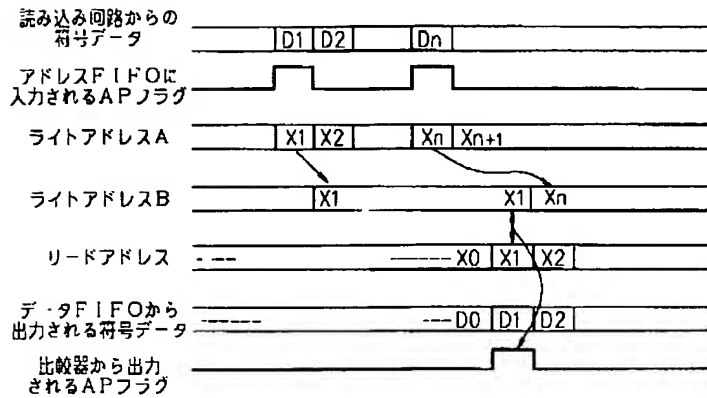 読み込み回路からの
符号データ
D1 D2 Dn
アドレスFIFOに
入力されるAPフラグ
ライトアドレスA
X1 X2 Xn Xn+1
ライトアドレスB
X1 X1 Xn
リードアドレス
X0 X1 X2
データFIFOから
出力される符号データ
D0 D1 D2
比較器から出力
されるAPフラグ